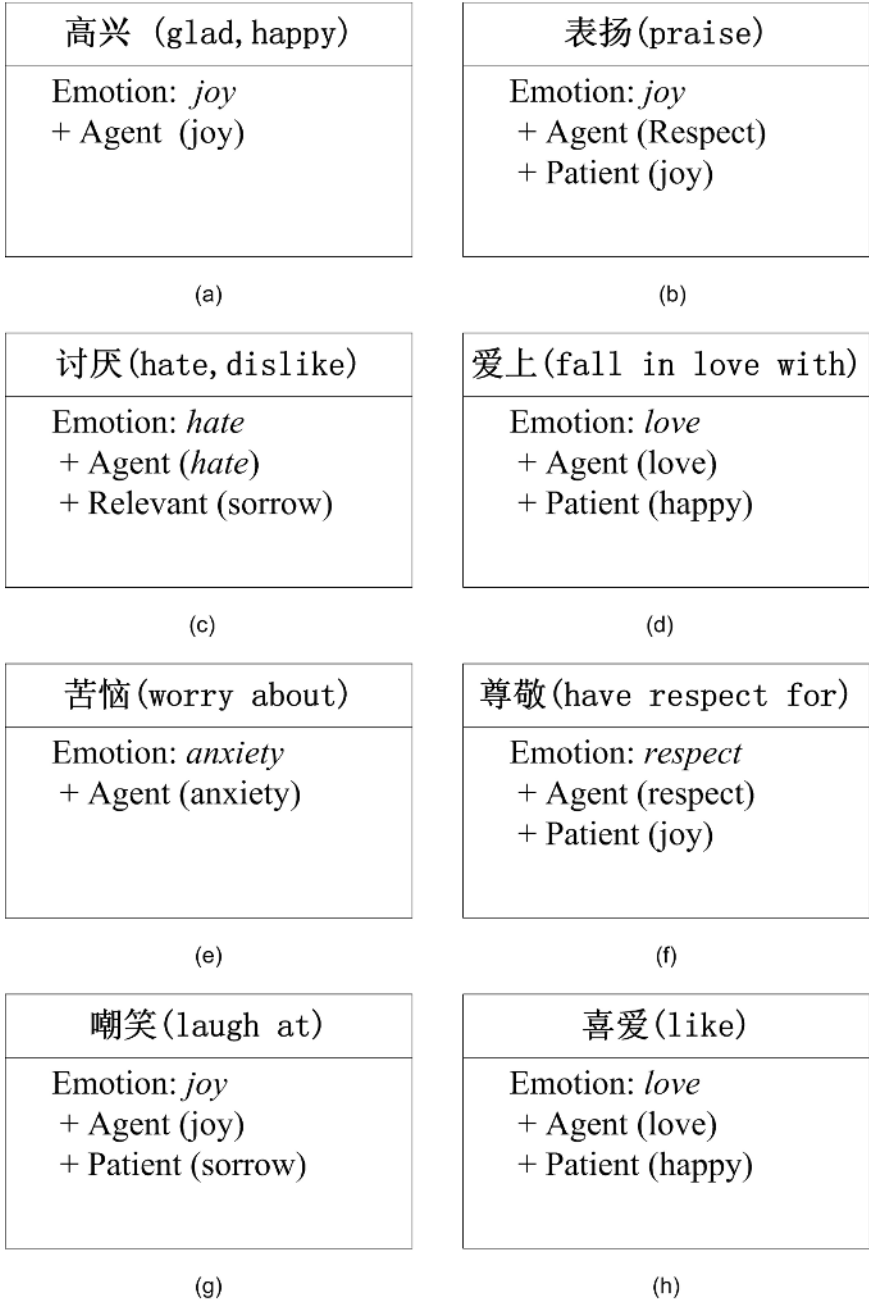 高兴 (glad,happy)
Emotion: joy
+ Agent (joy)
(a)
表扬(praise)
Emotion: joy
+ Agent (Respect)
+ Patient (joy)
(b)
讨厌(hate,dislike)
Emotion: hate
+ Agent (hate)
+ Relevant (sorrow)
(c)
爱上(fall in love with)
Emotion: love
+ Agent (love)
+ Patient (happy)
(d)
苦恼(worry about)
Emotion: anxiety
+ Agent (anxiety)
(e)
尊敬(have respect for)
Emotion: respect
+ Agent (respect)
+ Patient (joy)
(f)
嘲笑(laugh at)
Emotion: joy
+ Agent (joy)
+ Patient (sorrow)
(g)
喜爱(like)
Emotion: love
+ Agent (love)
+ Patient (happy)
(h)